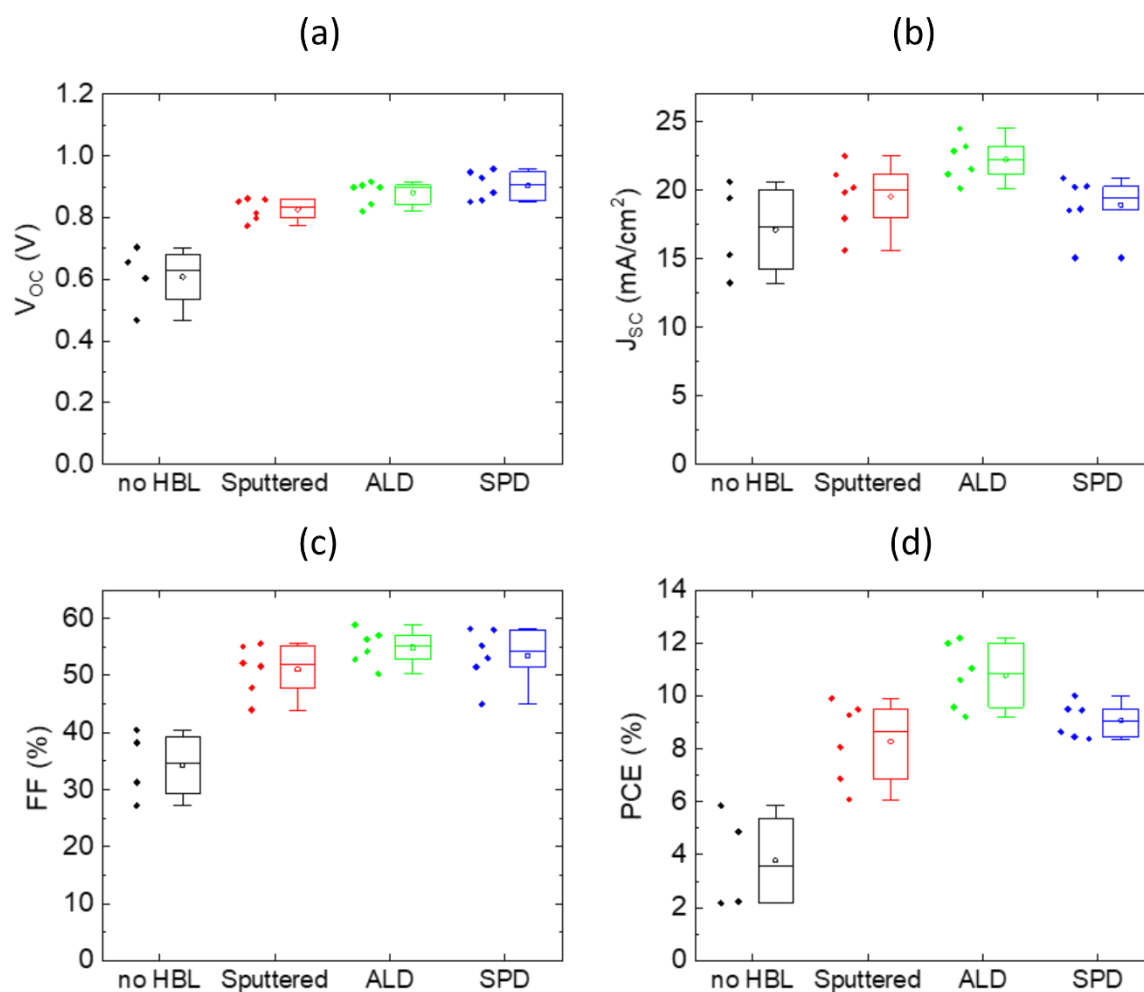 (a)
1.2
1.0
0.8
0.6
0.4
0.2
0.0
V_OC (V)
no HBL Sputtered ALD SPD
(b)
25
20
15
10
5
0
J_SC (mA/cm²)
no HBL Sputtered ALD SPD
(c)
60
50
40
30
20
10
0
FF (%)
no HBL Sputtered ALD SPD
(d)
14
12
10
8
6
4
2
0
PCE (%)
no HBL Sputtered ALD SPD